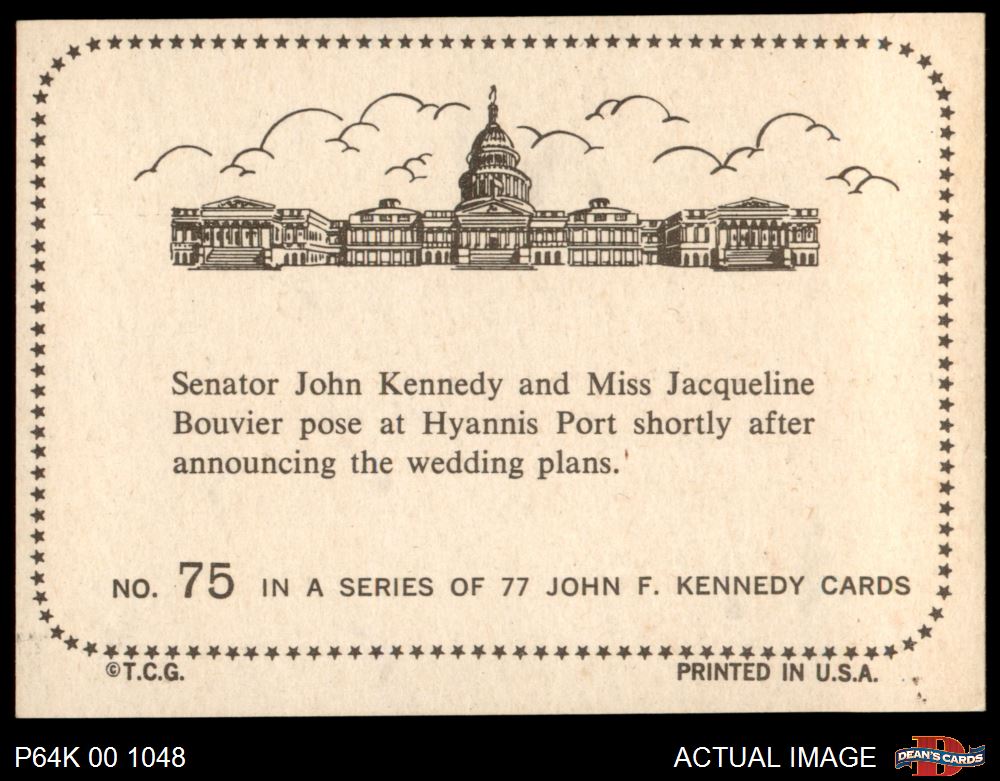 Senator John Kennedy and Miss Jacqueline
Bouvier pose at Hyannis Port shortly after
announcing the wedding plans.
NO. 75 IN A SERIES OF 77 JOHN F. KENNEDY CARDS
©T.C.G. PRINTED IN U.S.A.
P64K 00 1048 ACTUAL IMAGE D DEAN'S CARDS